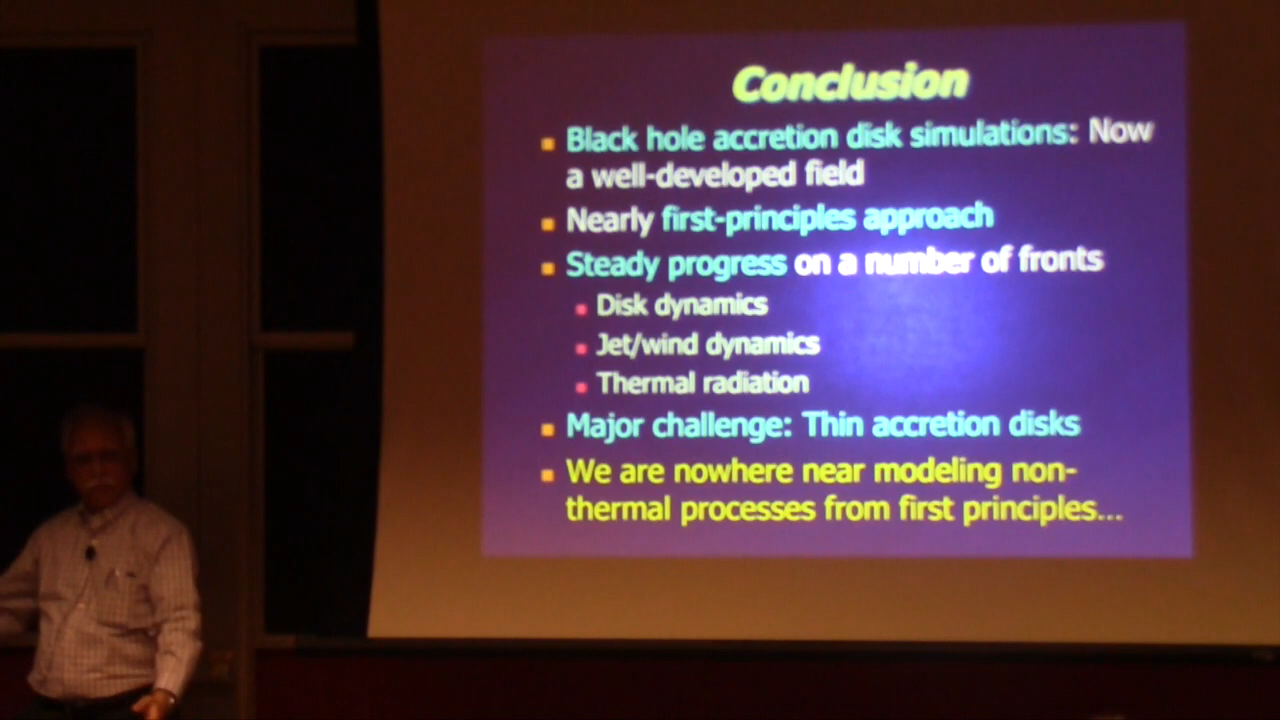 Conclusion
Black hole accretion disk simulations: Now
a well-developed field
Nearly first-principles approach
Steady progress on a number of fronts
Disk dynamics
Jet/wind dynamics
Thermal radiation
Major challenge: Thin accretion disks
We are nowhere near modeling non-
thermal processes from first principles...